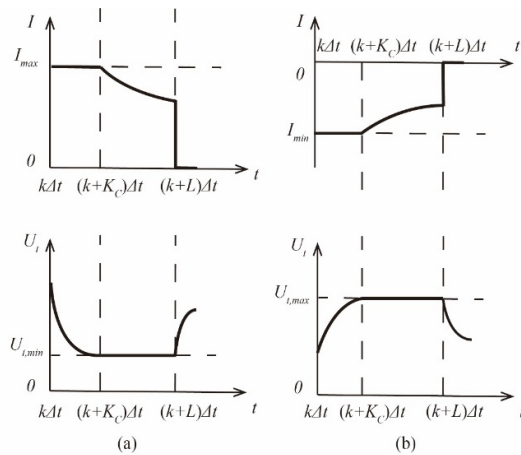 I
I_max
0
t
kΔt (k+K_C)Δt (k+L)Δt
U_t
U_t,min
0
kΔt (k+K_C)Δt (k+L)Δt t
(a)
I
kΔt (k+K_C)Δt (k+L)Δt
0
I_min
t
U_t
U_t,max
0
kΔt (k+K_C)Δt (k+L)Δt t
(b)